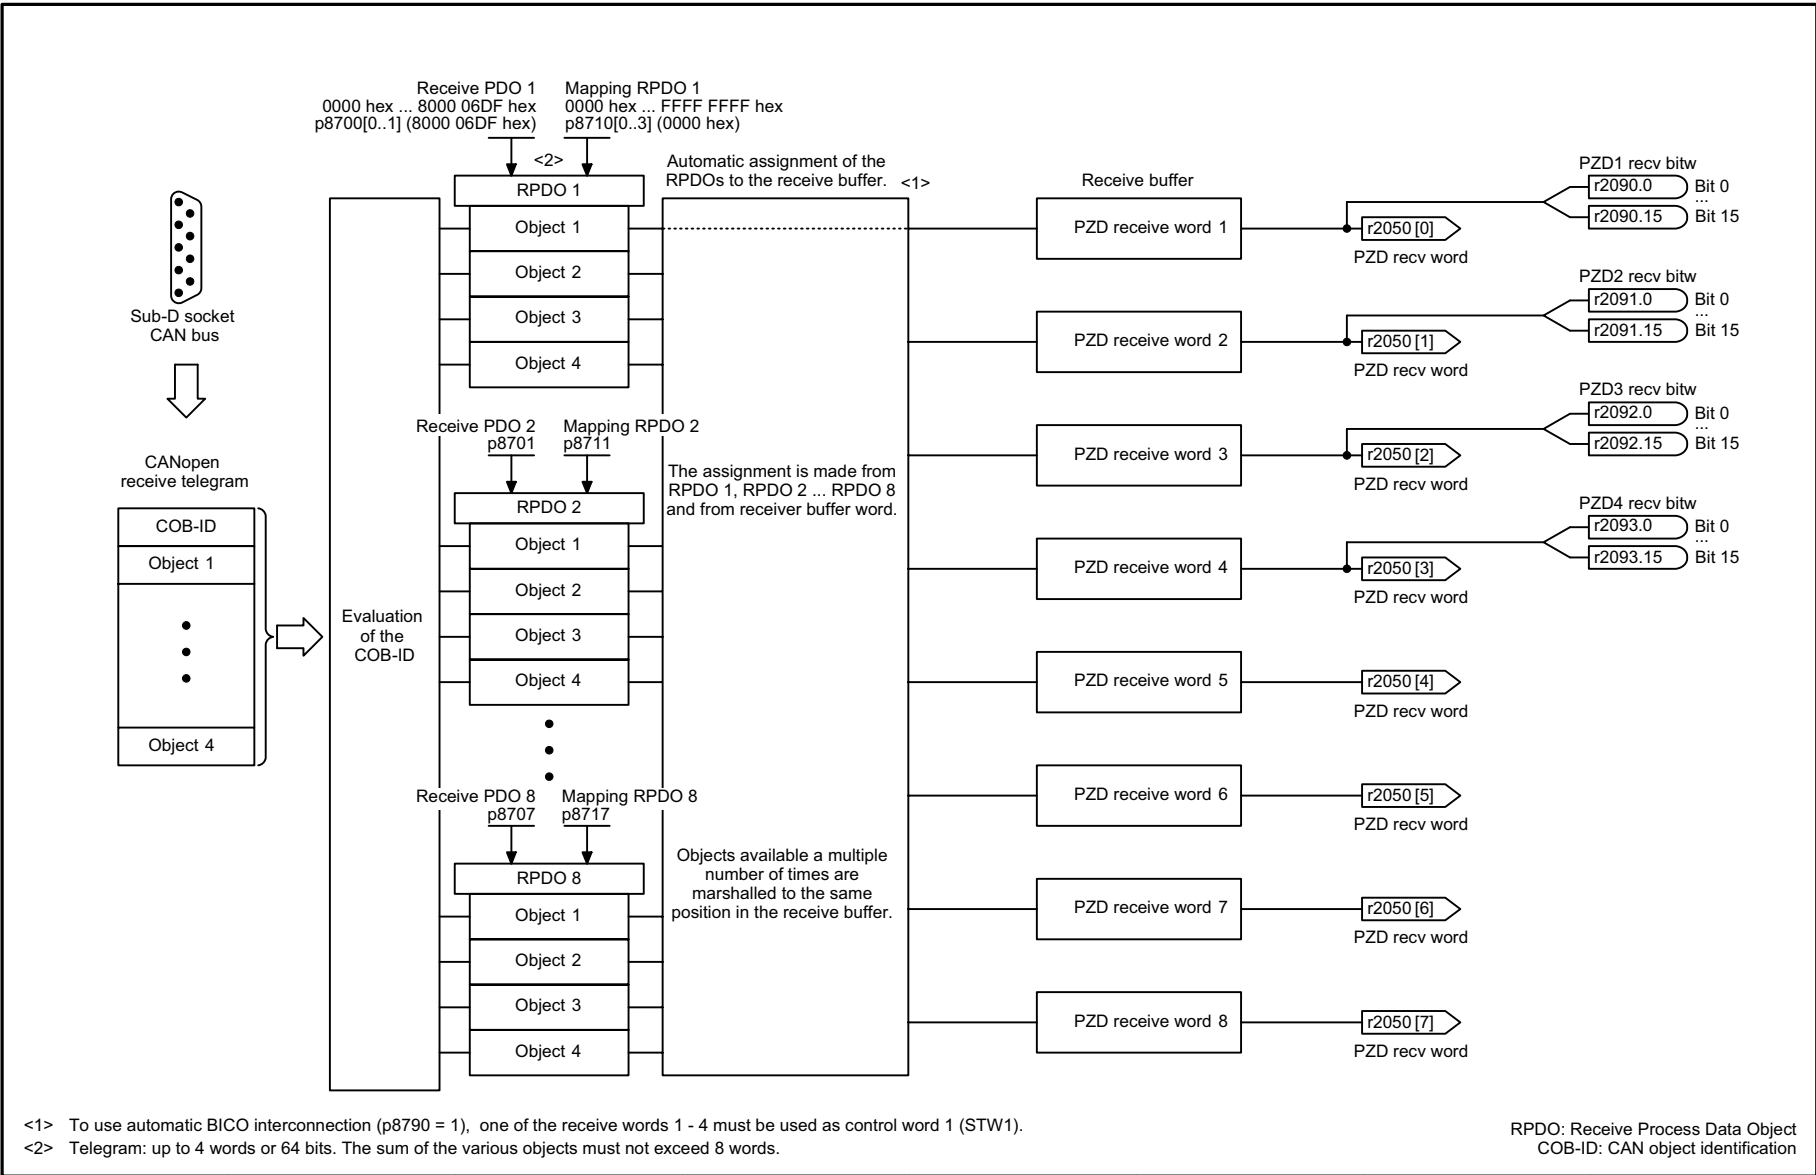 Receive PDO 1
0000 hex ... 8000 06DF hex
p8700[0..1] (8000 06DF hex)
Mapping RPDO 1
0000 hex ... FFFF FFFF hex
p8710[0..3] (0000 hex)
<2>
RPDO 1
Object 1
Object 2
Object 3
Object 4
Automatic assignment of the
RPDOs to the receive buffer.
<1>
Receive buffer
Sub-D socket
CAN bus
CANopen
receive telegram
COB-ID
Object 1
Object 4
Evaluation
of the
COB-ID
Receive PDO 2
p8701
Mapping RPDO 2
p8711
RPDO 2
Object 1
Object 2
Object 3
Object 4
The assignment is made from
RPDO 1, RPDO 2 ... RPDO 8
and from receiver buffer word.
Receive PDO 8
p8707
Mapping RPDO 8
p8717
RPDO 8
Object 1
Object 2
Object 3
Object 4
Objects available a multiple
number of times are
marshalled to the same
position in the receive buffer.
PZD receive word 1
r2050 [0]
PZD recv word
PZD1 recv bitw
r2090.0 Bit 0
...
r2090.15 Bit 15
PZD receive word 2
r2050 [1]
PZD recv word
PZD2 recv bitw
r2091.0 Bit 0
...
r2091.15 Bit 15
PZD receive word 3
r2050 [2]
PZD recv word
PZD3 recv bitw
r2092.0 Bit 0
...
r2092.15 Bit 15
PZD receive word 4
r2050 [3]
PZD recv word
PZD4 recv bitw
r2093.0 Bit 0
...
r2093.15 Bit 15
PZD receive word 5
r2050 [4]
PZD recv word
PZD receive word 6
r2050 [5]
PZD recv word
PZD receive word 7
r2050 [6]
PZD recv word
PZD receive word 8
r2050 [7]
PZD recv word
<1> To use automatic BICO interconnection (p8790 = 1), one of the receive words 1 - 4 must be used as control word 1 (STW1).
<2> Telegram: up to 4 words or 64 bits. The sum of the various objects must not exceed 8 words.
RPDO: Receive Process Data Object
COB-ID: CAN object identification